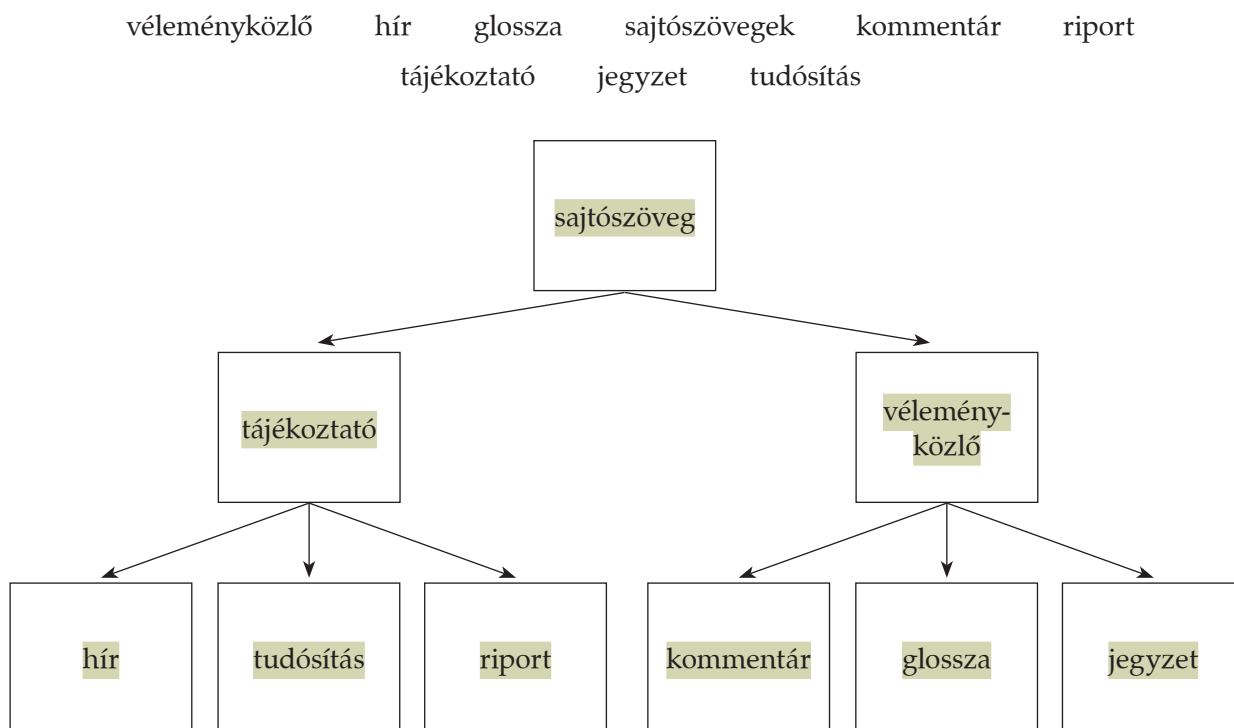 véleményközlő hír glossza sajtószövegek kommentár riport
tájékoztató jegyzet tudósítás
sajtószöveg
tájékoztató
vélemény-
közlő
hír tudósítás riport kommentár glossza jegyzet